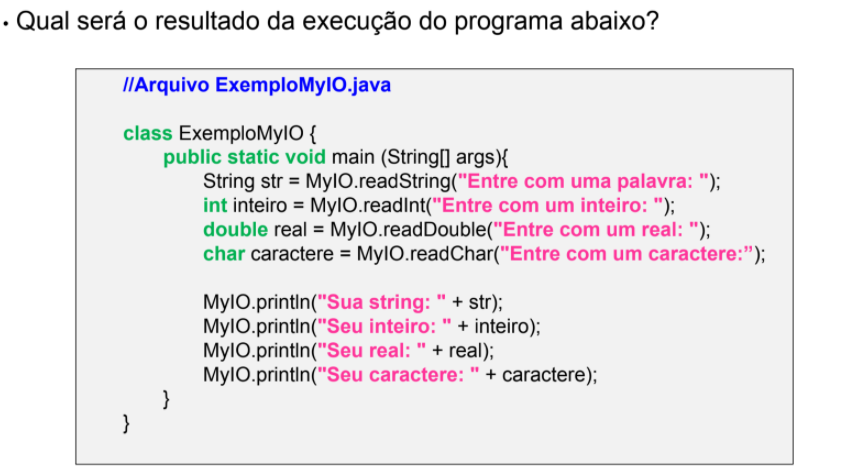 • Qual será o resultado da execução do programa abaixo?
//Arquivo ExemploMyIO.java
class ExemploMyIO {
public static void main (String[] args){
String str = MyIO.readString("Entre com uma palavra: ");
int inteiro = MyIO.readInt("Entre com um inteiro: ");
double real = MyIO.readDouble("Entre com um real: ");
char caractere = MyIO.readChar("Entre com um caractere:”);
MyIO.println("Sua string: " + str);
MyIO.println("Seu inteiro: " + inteiro);
MyIO.println("Seu real: " + real);
MyIO.println("Seu caractere: " + caractere);
}
}